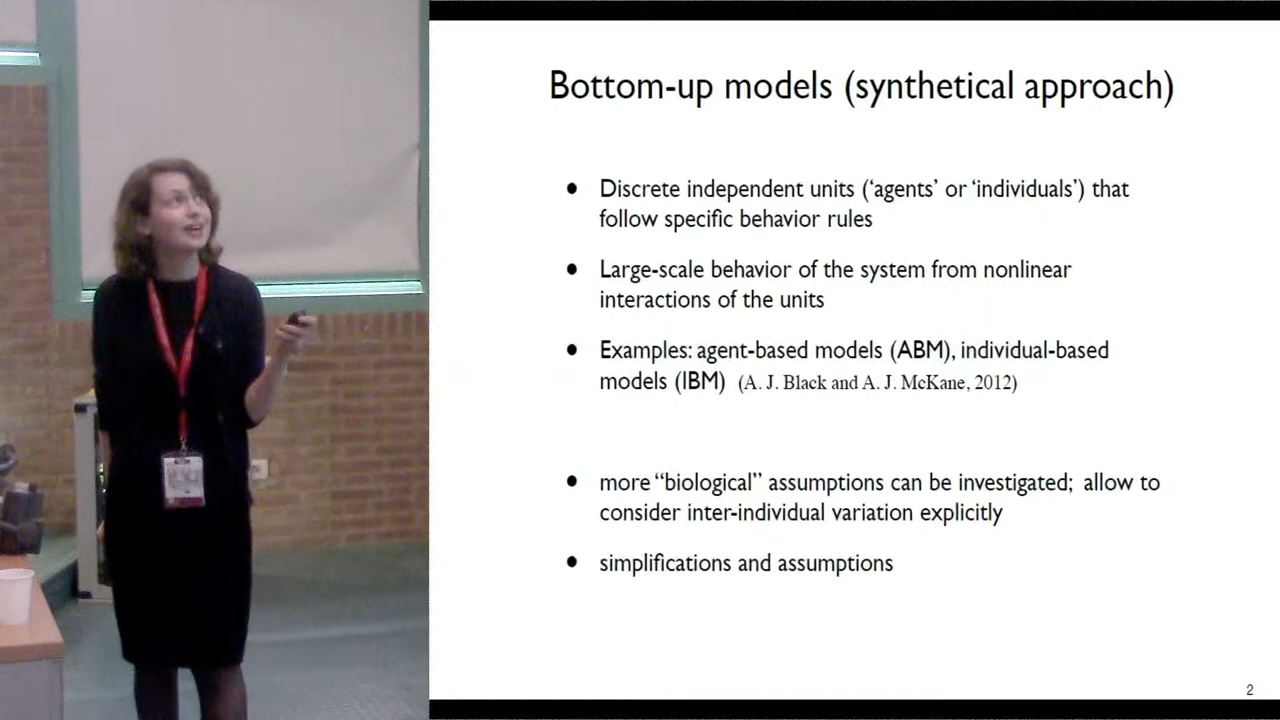 Bottom-up models (synthetical approach)
• Discrete independent units (‘agents’ or ‘individuals’) that
follow specific behavior rules
• Large-scale behavior of the system from nonlinear
interactions of the units
• Examples: agent-based models (ABM), individual-based
models (IBM) (A. J. Black and A. J. McKane, 2012)
• more “biological” assumptions can be investigated; allow to
consider inter-individual variation explicitly
• simplifications and assumptions
2